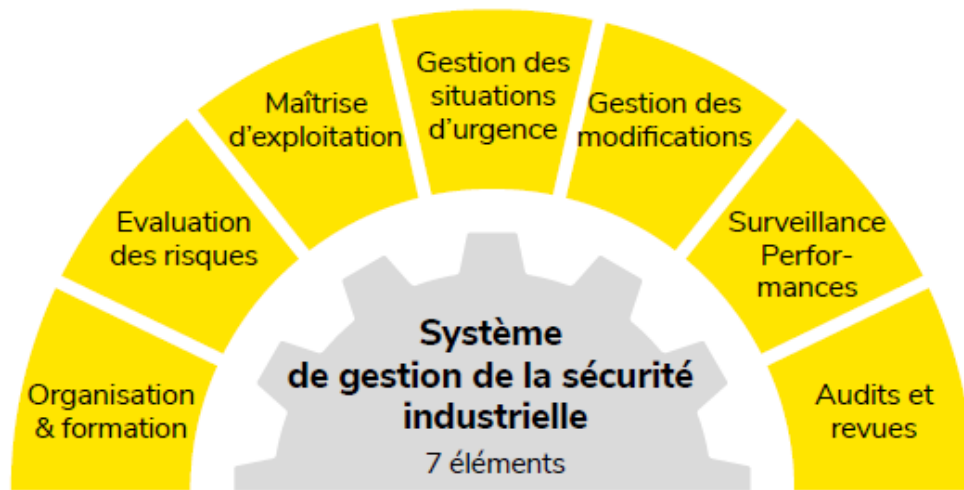 Organisation
& formation
Evaluation
des risques
Maîtrise
d'exploitation
Gestion des
situations
d'urgence
Gestion des
modifications
Surveillance
Perfor-
mances
Audits et
revues
Système
de gestion de la sécurité
industrielle
7 éléments